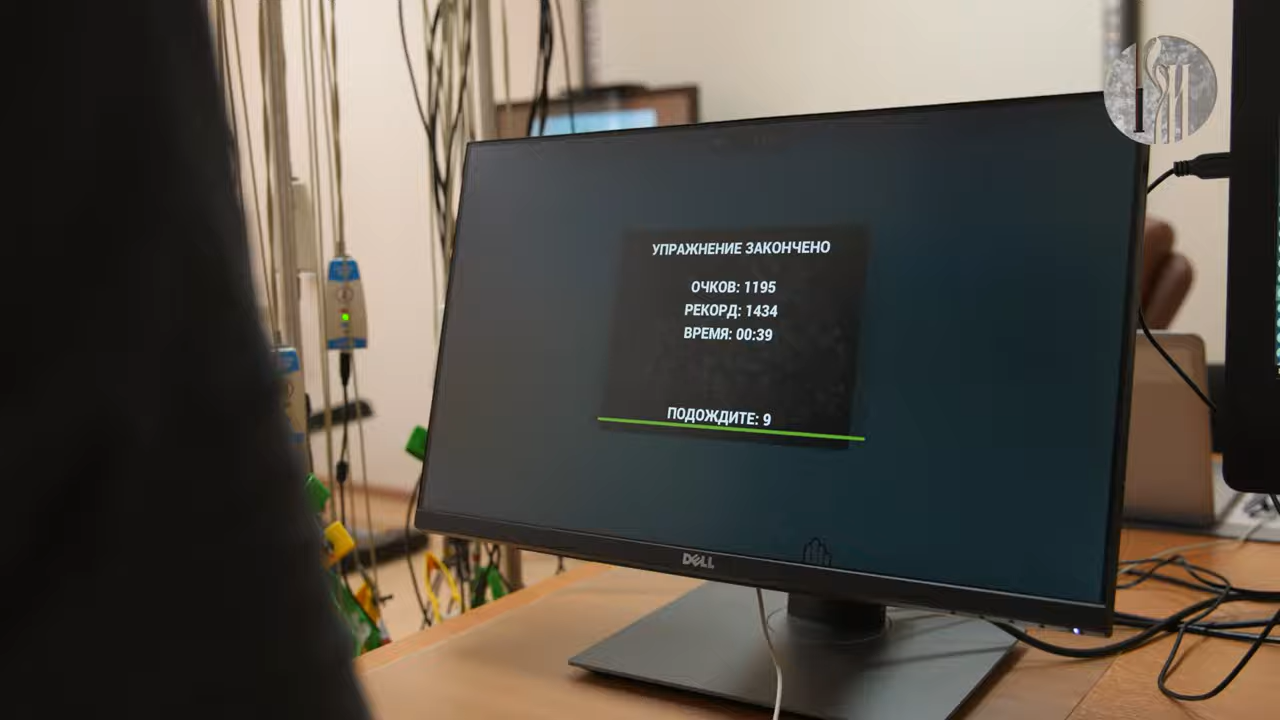 УПРАЖНЕНИЕ ЗАКОНЧЕНО
ОЧКОВ: 1195
РЕКОРД: 1434
ВРЕМЯ: 00:39
ПОДОЖДИТЕ: 9
DELL